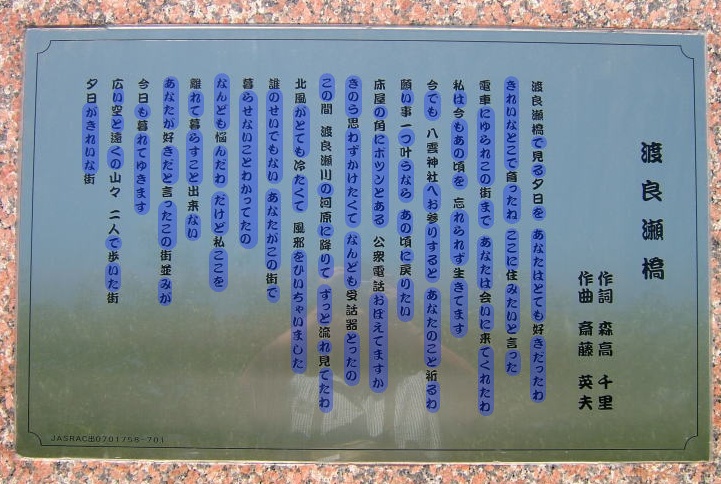 渡良瀬橋
作詞 森高 千里
作曲 斎藤 英夫
渡良瀬橋で見る夕日を あなたはとても好きだったわ
きれいなとこで育ったね ここに住みたいと言った
電車にゆられこの街まで あなたは会いに来てくれたわ
私は今もあの頃を 忘れられず生きてます
今でも 八雲神社へお参りすると あなたのこと祈るわ
願い事一つ叶うなら あの頃に戻りたい
床屋の角にポツンとある 公衆電話おぼえてますか
きのう思わずかけたくて なんども受話器とったの
この間 渡良瀬川の河原に降りて ずっと流れ見てたわ
北風がとても冷たくて 風邪をひいちゃいました
誰のせいでもない あなたがこの街で
暮らせないことわかってたの
なんども悩んだわ だけど私ここを
離れて暮らすこと出来ない
あなたが好きだと言ったこの街並みが
今日も暮れてゆきます
広い空と遠くの山々 二人で歩いた街
夕日がきれいな街
JASRAC出0701758-701